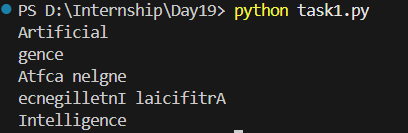 PS D:\Internship\Day19> python task1.py
Artificial
gence
Atfca nelgne
ecnegilletnI laicifitrA
Intelligence